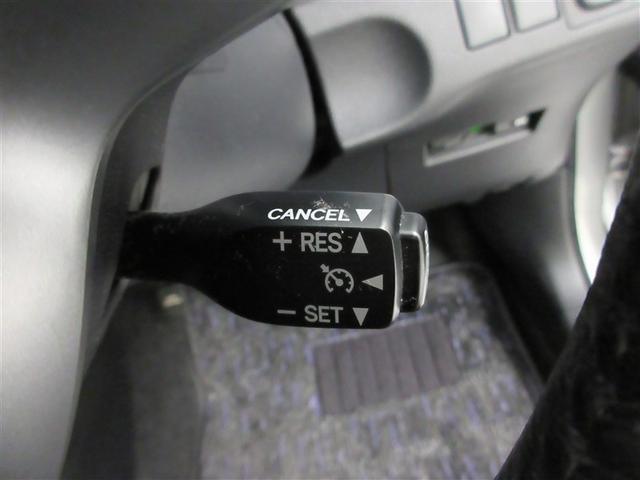 CANCEL ▼
+ RES ▲
◀
− SET ▼